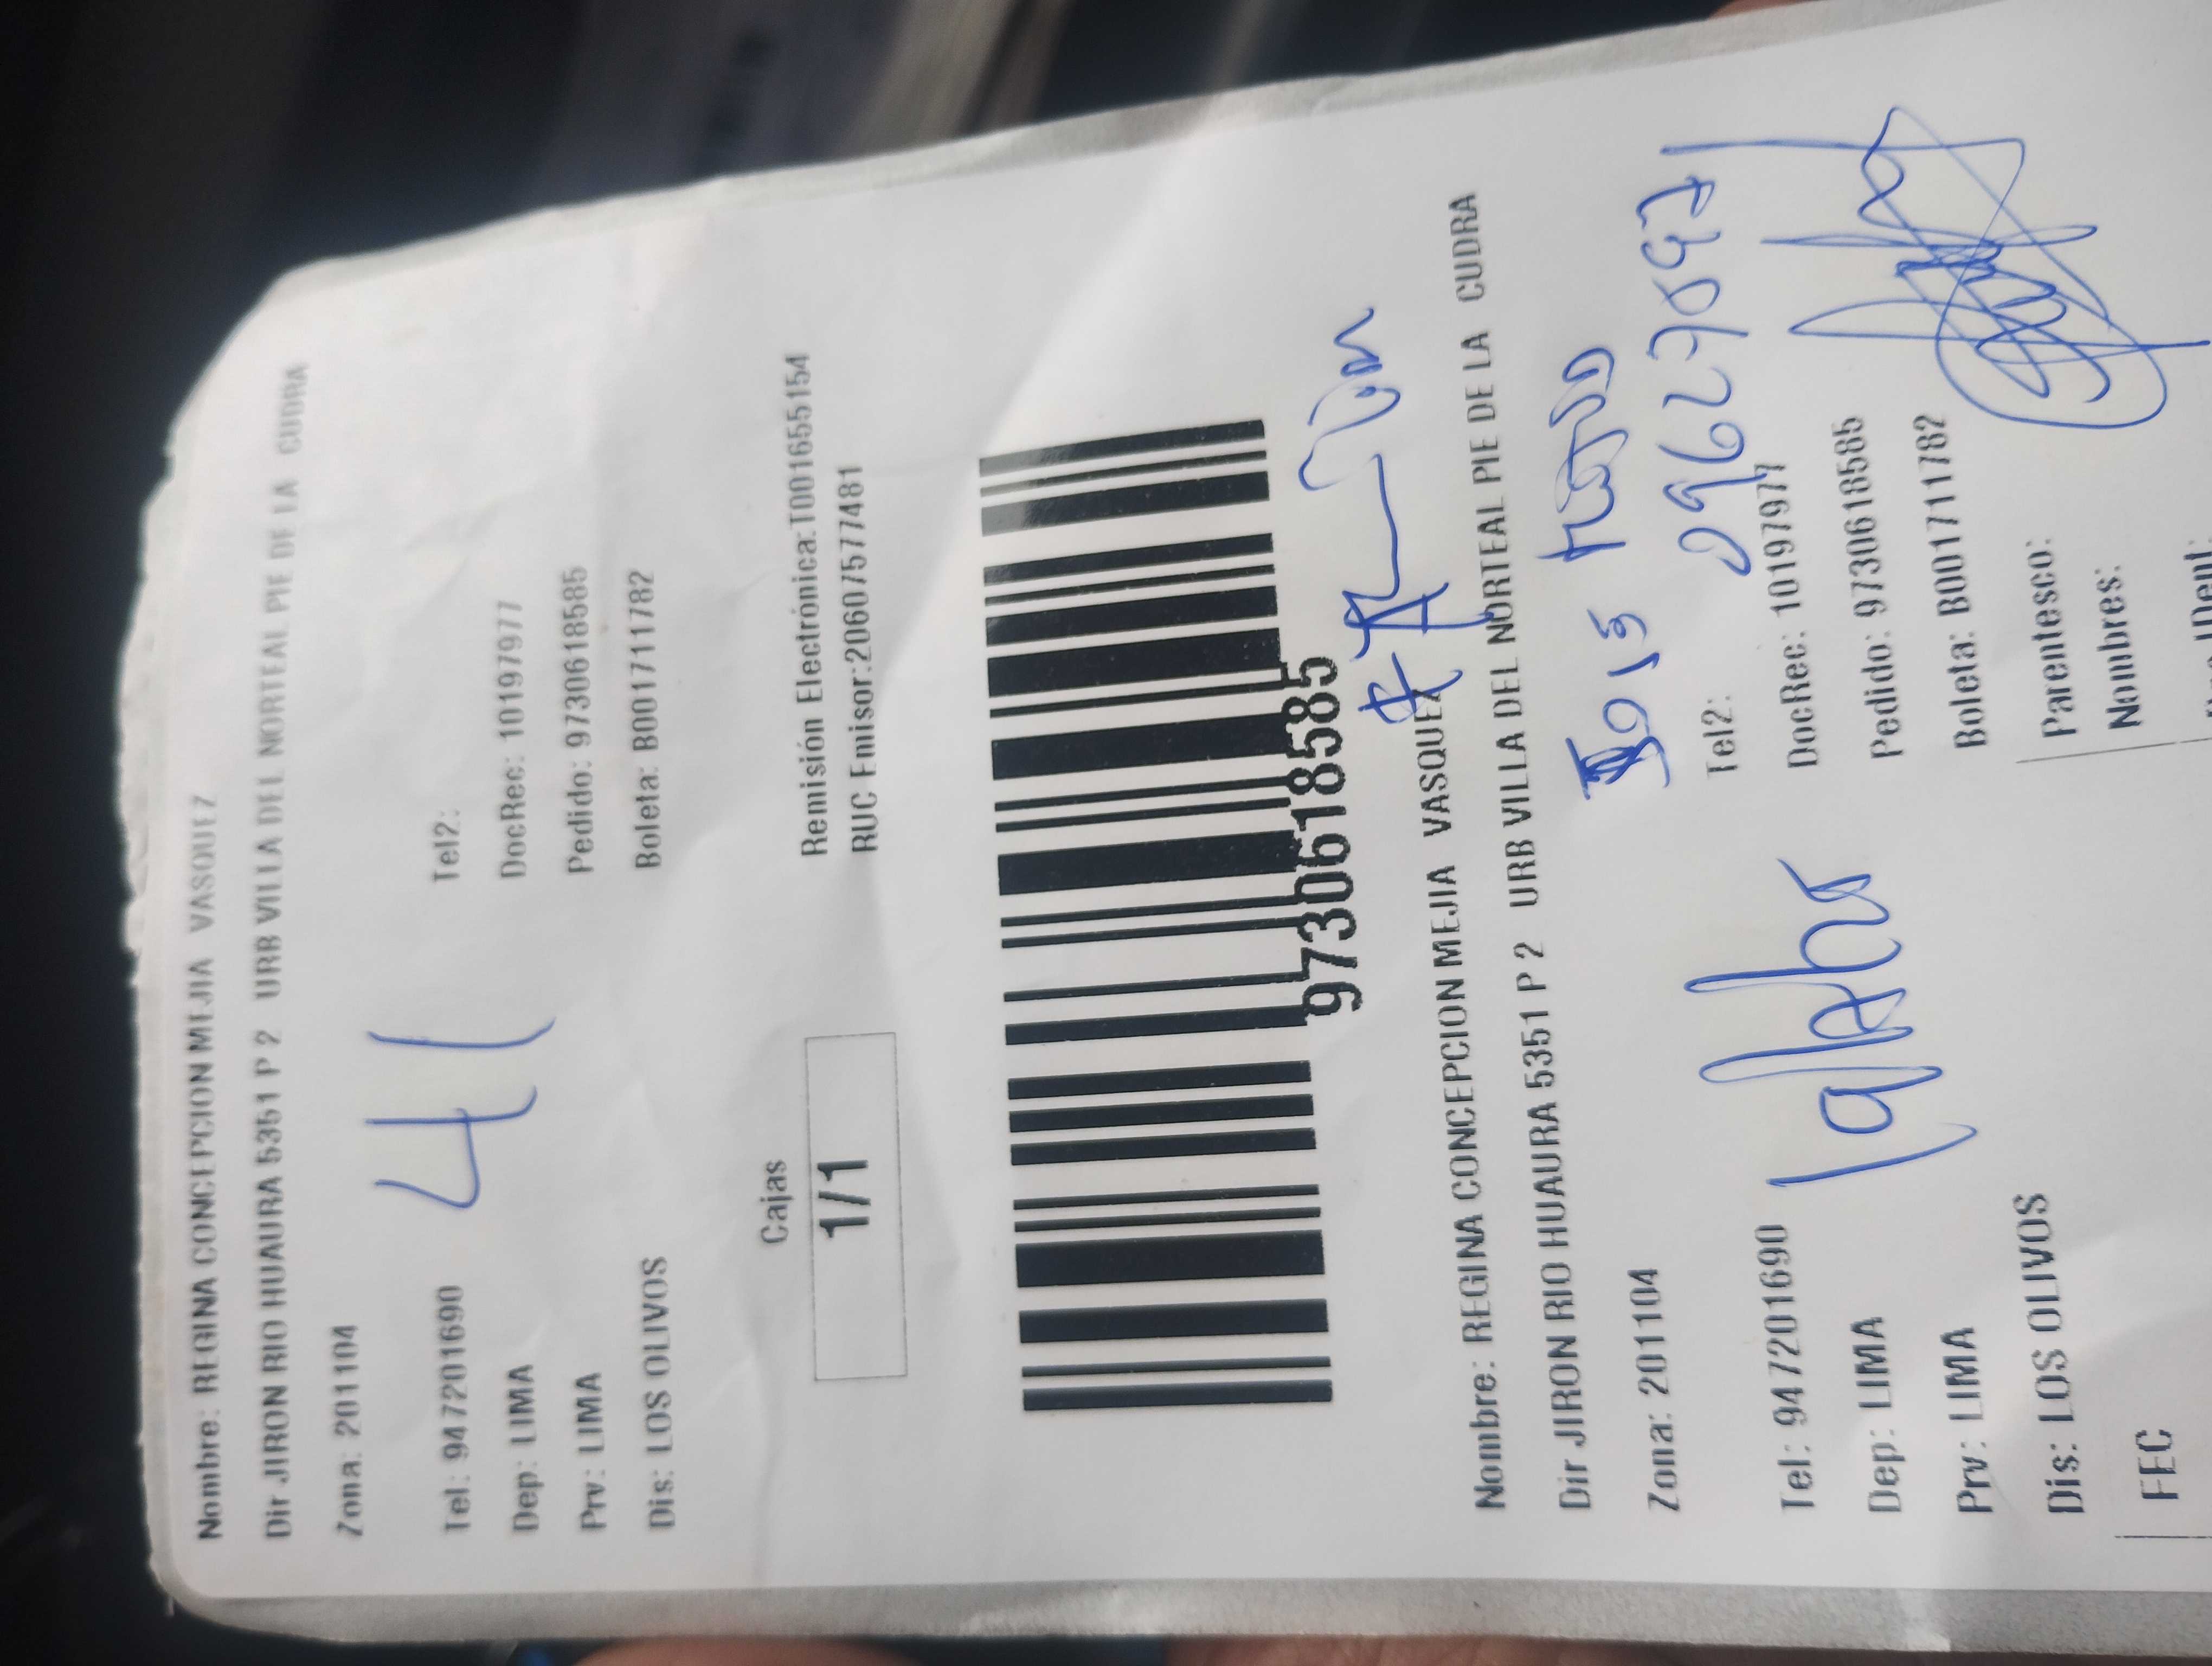 Nombre: REGINA CONCEPCION MEJIA VASQUEZ
Dir JIRON RIO HUAURA 5351 P 2 URB VILLA DEL NORTEAL PIE DE LA CUDRA
Zona: 201104
41
Tel: 947201690 Tel2:
Dep: LIMA DocRec: 10197977
Prv: LIMA Pedido: 9730618585
Dis: LOS OLIVOS Boleta: B001711782
Cajas
1/1
Remisión Electrónica:T001655154
RUC Emisor:20607577481
9730618585
Nombre: REGINA CONCEPCION MEJIA VASQUEZ
Dir JIRON RIO HUAURA 5351 P 2 URB VILLA DEL NORTEAL PIE DE LA CUDRA
Zona: 201104
Tel: 947201690 Tel2:
Dep: LIMA DocRec: 10197977
Prv: LIMA Pedido: 9730618585
Dis: LOS OLIVOS Boleta: B001711782
Parentesco:
FEC Nombres: